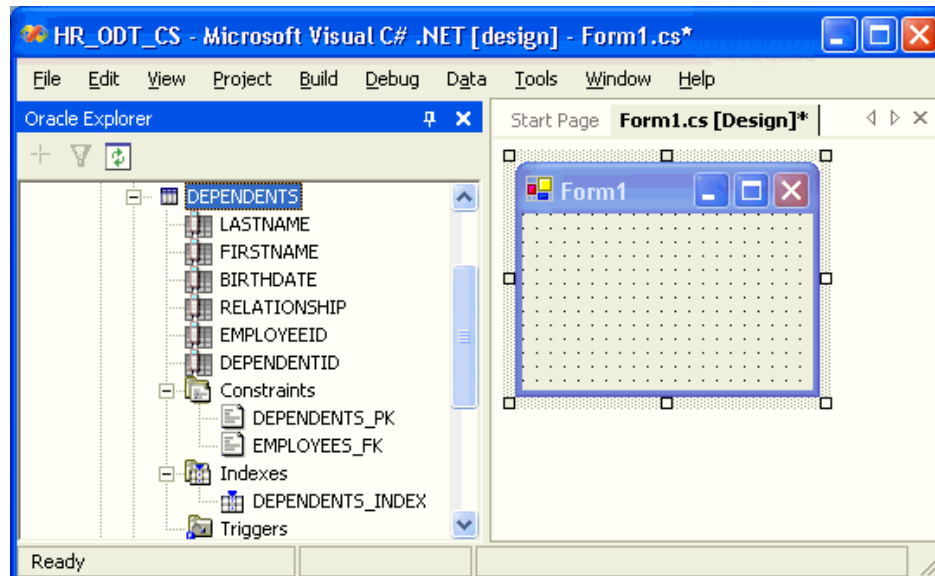 HR_ODT_CS - Microsoft Visual C# .NET [design] - Form1.cs*
File Edit View Project Build Debug Data Tools Window Help
Oracle Explorer
Start Page Form1.cs [Design]*
DEPENDENTS
Form1
LASTNAME
FIRSTNAME
BIRTHDATE
RELATIONSHIP
EMPLOYEEID
DEPENDENTID
Constraints
DEPENDENTS_PK
EMPLOYEES_FK
Indexes
DEPENDENTS_INDEX
Triggers
Ready